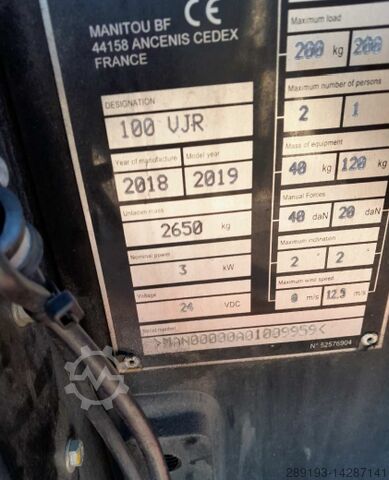 MANITOU BF
44158 ANCENIS CEDEX
FRANCE
CE
DESIGNATION
100 VJR
Year of manufacture Model year
2018 2019
Unladen mass
2650 kg
Nominal power
3 kW
Voltage
24 VDC
Serial number
>MAN00000A01009959<
Maximum load
200 kg 200
Maximum number of persons
2 1
Mass of equipment
40 kg 120 kg
Manual Forces
40 daN 20 daN
Maximum inclination
2 ° 2 °
Maximum wind speed
0 m/s 12.5 m/s
N° 52576904
289193-14287141